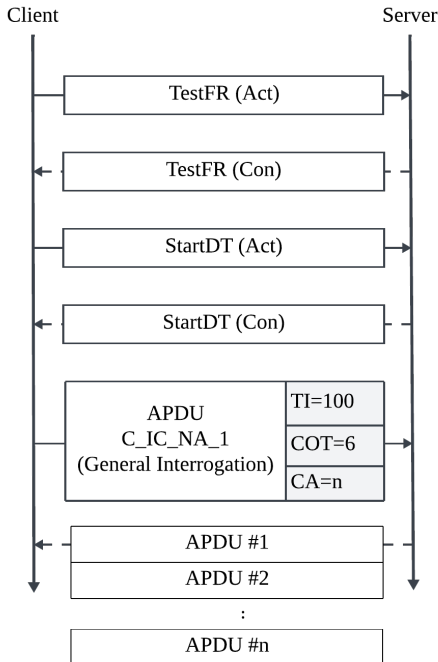 Client
Server
TestFR (Act)
TestFR (Con)
StartDT (Act)
StartDT (Con)
APDU
C_IC_NA_1
(General Interrogation)
TI=100
COT=6
CA=n
APDU #1
APDU #2
:
APDU #n